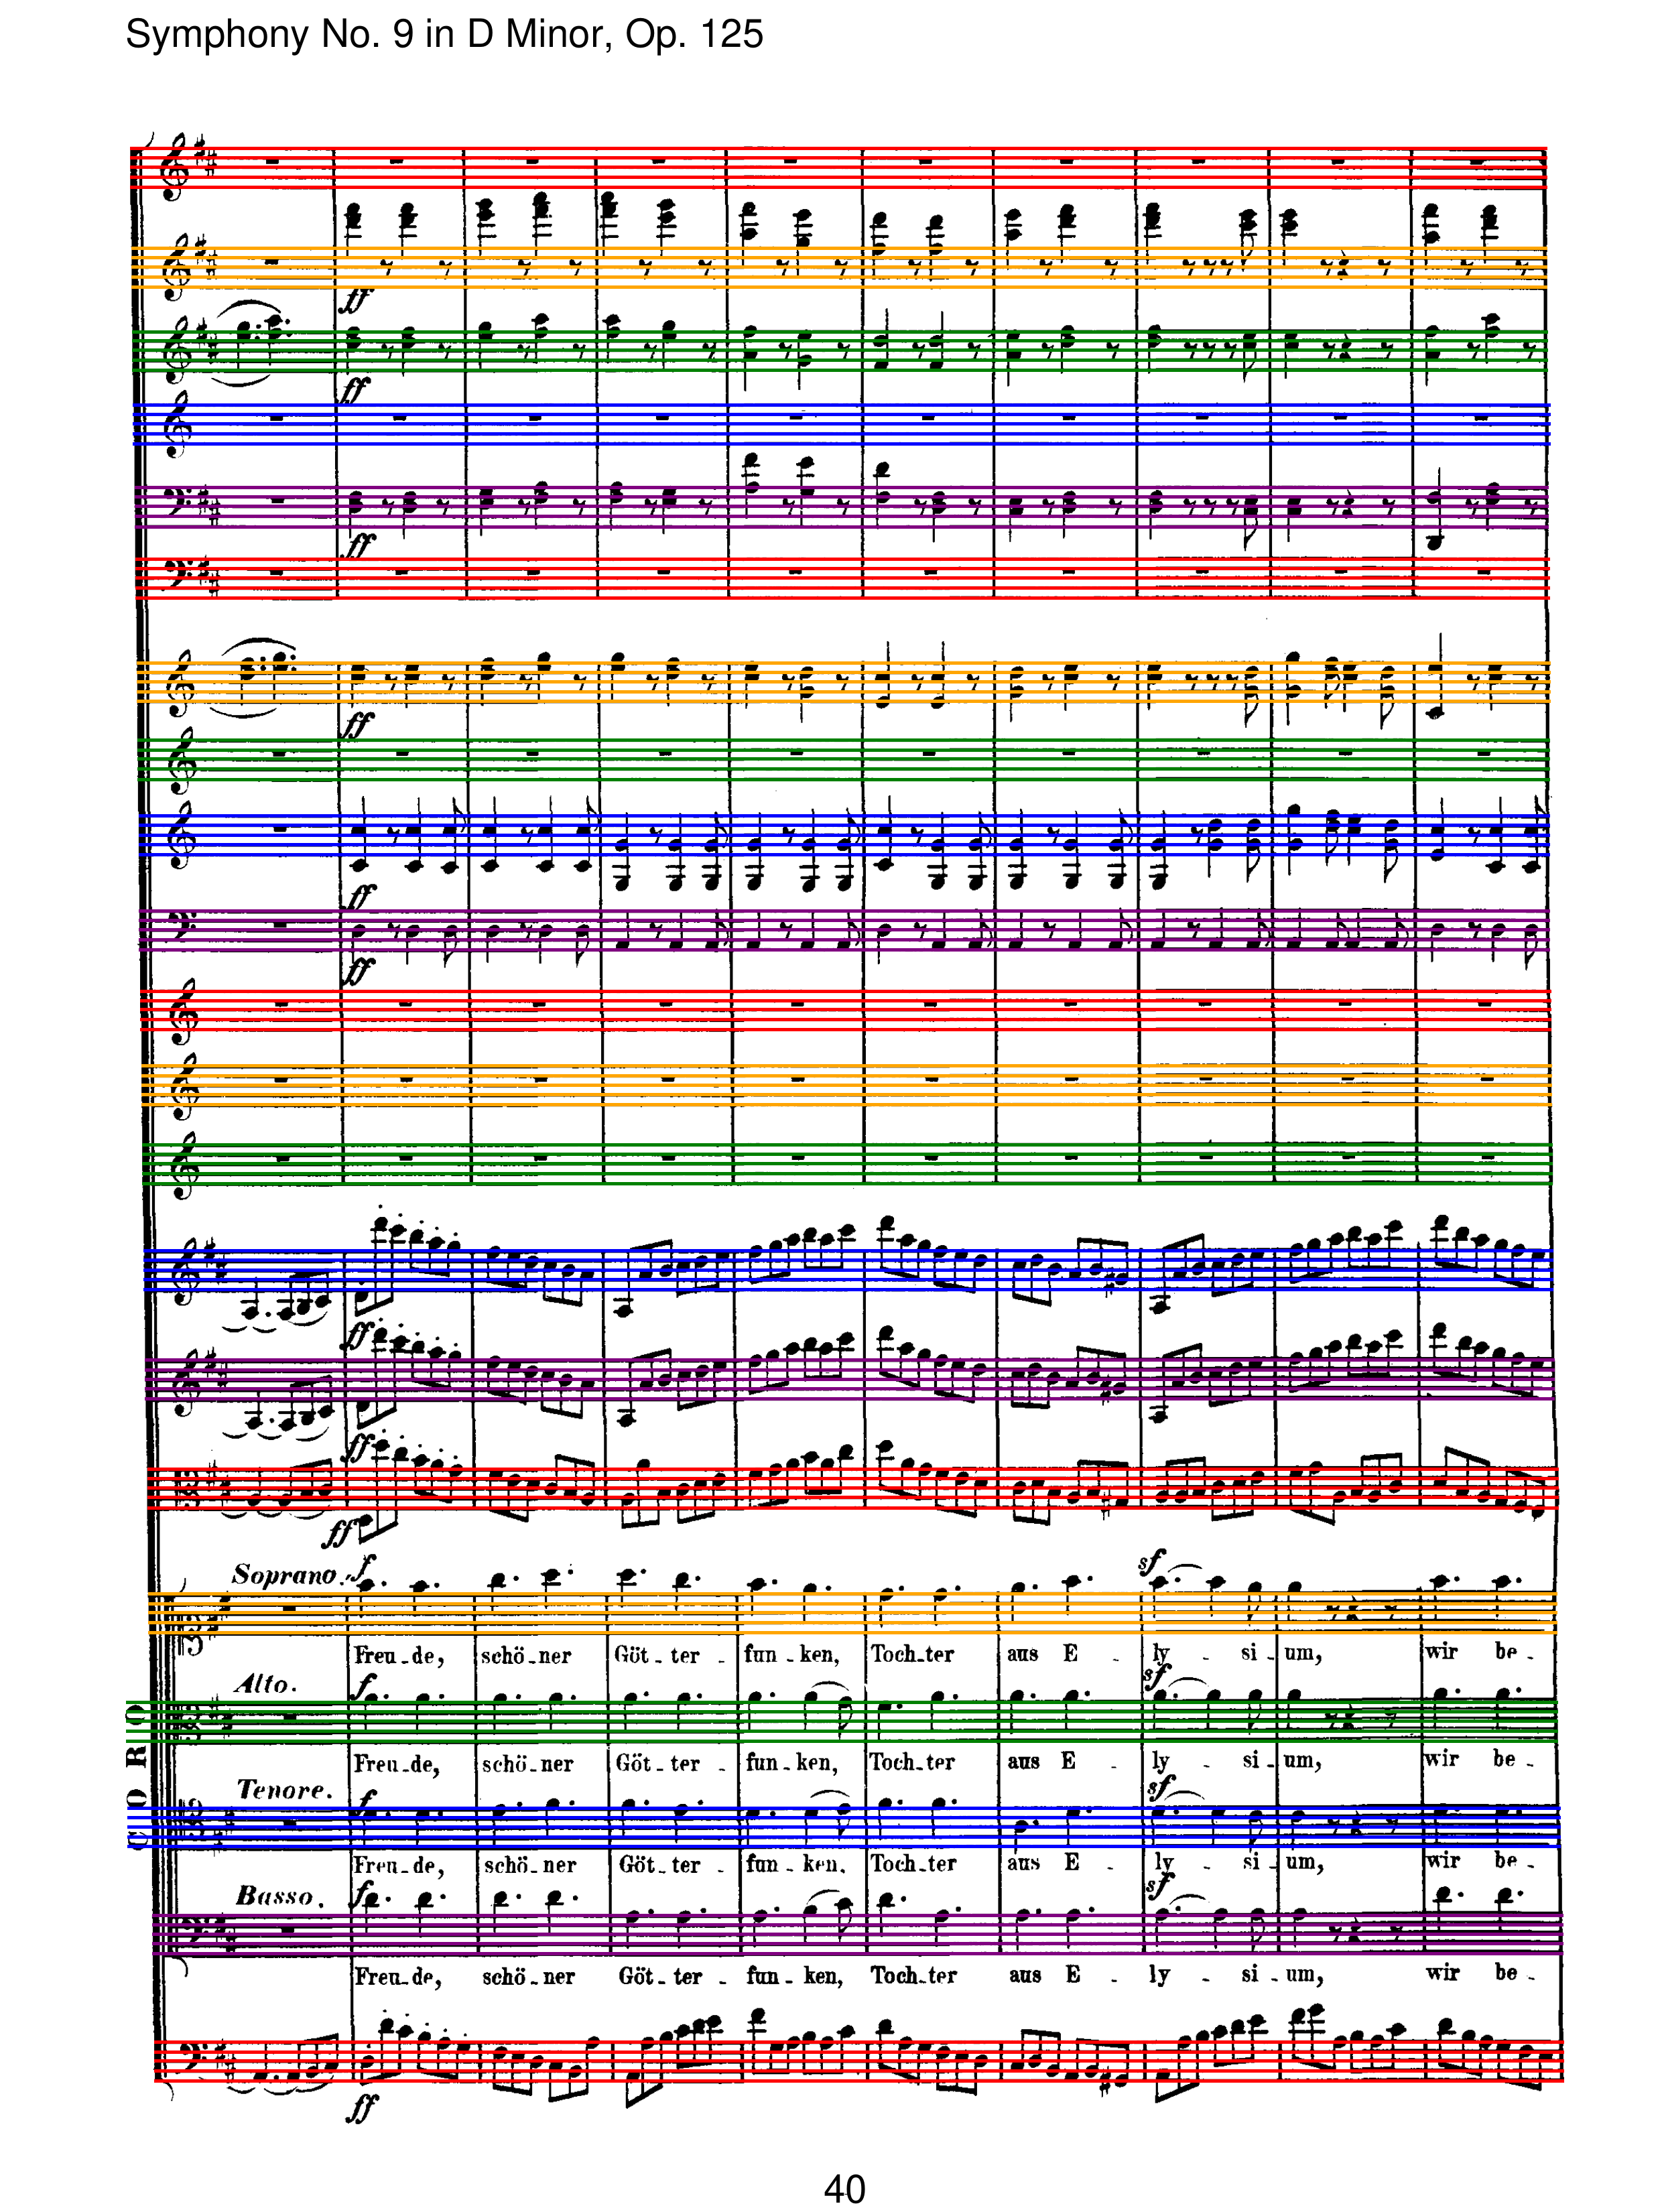 Symphony No. 9 in D Minor, Op. 125
ff
ff
ff
ff
ff
ff
ff
ff
ff
Soprano. f
sf
Freu - de, schö - ner Göt - ter - fun - ken, Toch - ter aus E - ly - si - um, wir be -
Alto. f
sf
Freu - de, schö - ner Göt - ter - fun - ken, Toch - ter aus E - ly - si - um, wir be -
Tenore. f
sf
Freu - de, schö - ner Göt - ter - fun - ken, Toch - ter aus E - ly - si - um, wir be -
Basso. f
sf
Freu - de, schö - ner Göt - ter - fun - ken, Toch - ter aus E - ly - si - um, wir be -
CORO
ff
40